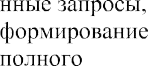 нные запросы,
формирование
полного